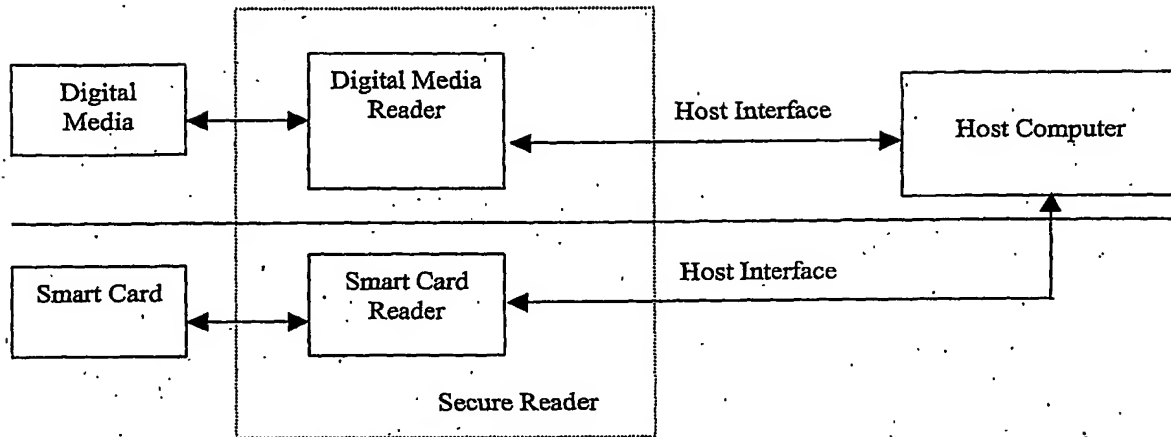 Digital
Media
Digital Media
Reader
Host Interface
Host Computer
Smart Card
Smart Card
Reader
Host Interface
Secure Reader